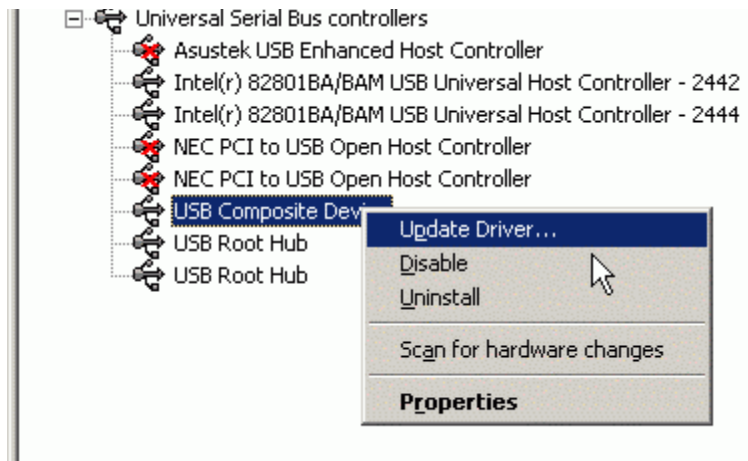 Universal Serial Bus controllers
Asustek USB Enhanced Host Controller
Intel(r) 82801BA/BAM USB Universal Host Controller - 2442
Intel(r) 82801BA/BAM USB Universal Host Controller - 2444
NEC PCI to USB Open Host Controller
NEC PCI to USB Open Host Controller
USB Composite
USB Root Hub
USB Root Hub
Update Driver...
Disable
Uninstall
Scan for hardware changes
Properties